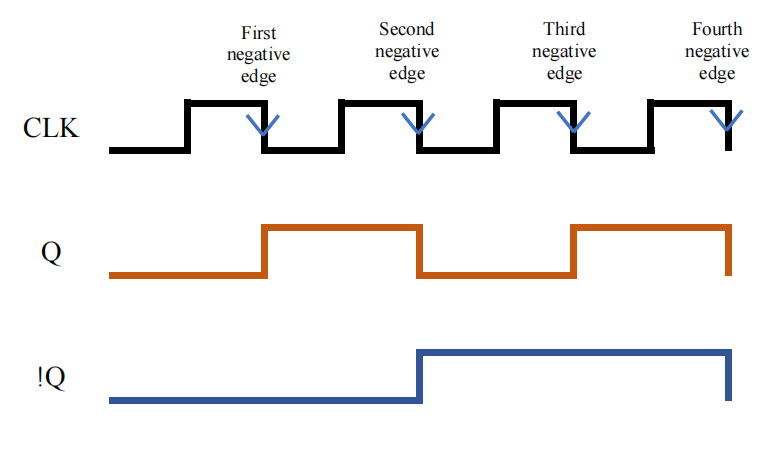 First
negative
edge
Second
negative
edge
Third
negative
edge
Fourth
negative
edge
CLK
Q
!Q